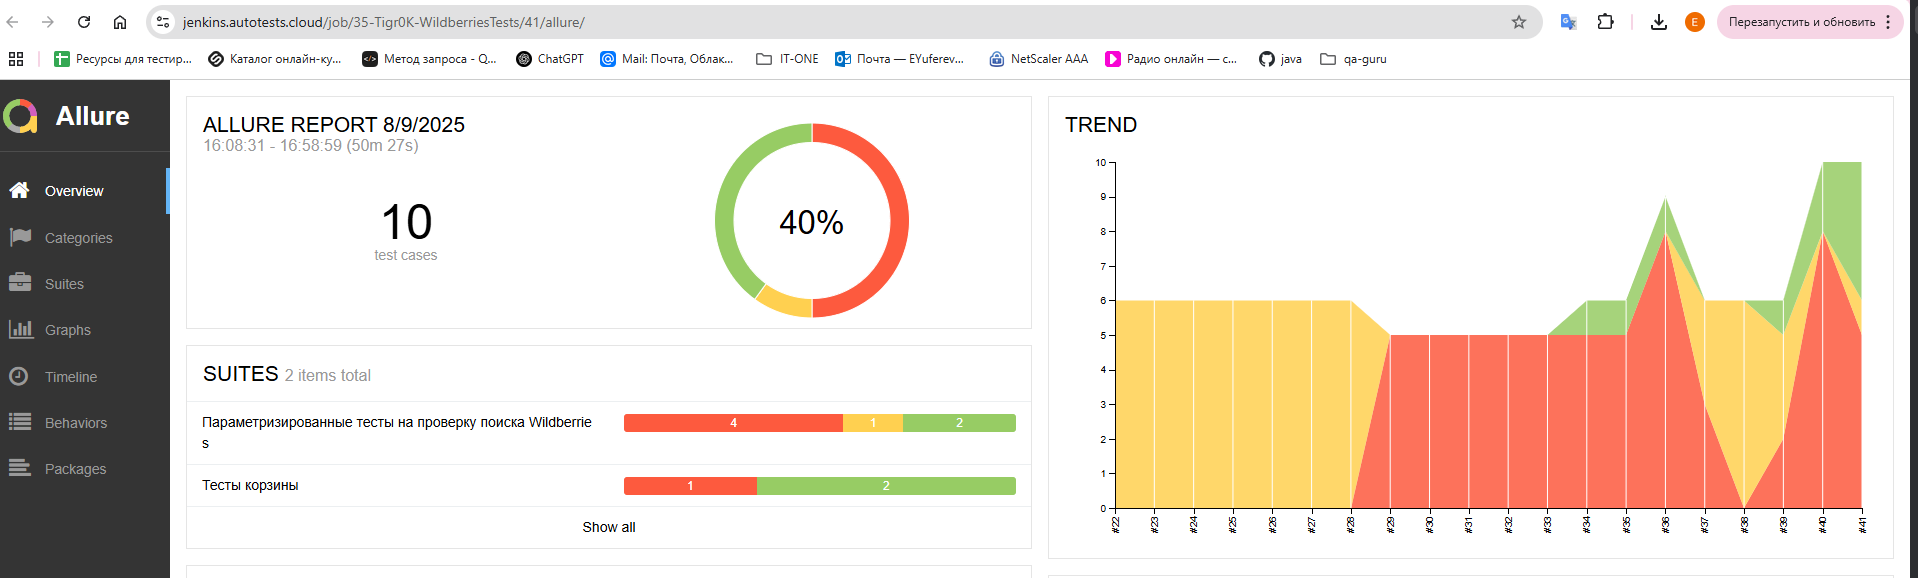 jenkins.autotests.cloud/job/35-Tigr0K-WildberriesTests/41/allure/
E
Перезапустить и обновить
Ресурсы для тестир...
Каталог онлайн-ку...
Метод запроса - Q...
ChatGPT
Mail: Почта, Облак...
IT-ONE
Почта — EYuferev...
NetScaler AAA
Радио онлайн — с...
java
qa-guru
Allure
Overview
Categories
Suites
Graphs
Timeline
Behaviors
Packages
ALLURE REPORT 8/9/2025
16:08:31 - 16:58:59 (50m 27s)
10
test cases
40%
SUITES 2 items total
Параметризированные тесты на проверку поиска Wildberrie
s
4 1 2
Тесты корзины
1 2
Show all
TREND
10
9
8
7
6
5
4
3
2
1
0
#22 #23 #24 #25 #26 #27 #28 #29 #30 #31 #32 #33 #34 #35 #36 #37 #38 #39 #40 #41